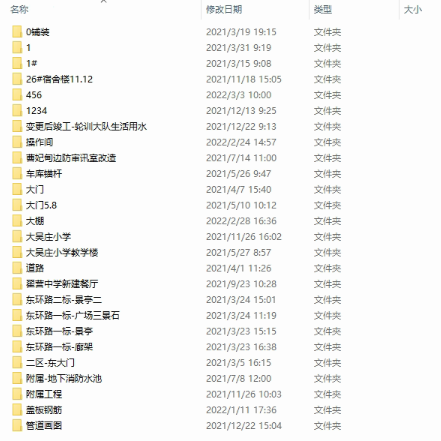 名称 修改日期 类型 大小
0铺装 2021/3/19 19:15 文件夹
1 2021/3/31 9:19 文件夹
1# 2021/3/15 9:08 文件夹
26#宿舍楼11.12 2021/11/18 15:05 文件夹
456 2022/3/3 10:00 文件夹
1234 2021/12/13 9:25 文件夹
变更后竣工-轮训大队生活用水 2021/12/22 9:13 文件夹
操作间 2022/2/24 14:57 文件夹
曹妃甸边防审讯室改造 2021/7/14 11:00 文件夹
车库锚杆 2021/5/26 9:47 文件夹
大门 2021/4/7 15:40 文件夹
大门5.8 2021/5/10 10:12 文件夹
大棚 2022/2/28 16:36 文件夹
大吴庄小学 2021/11/26 16:02 文件夹
大吴庄小学教学楼 2021/5/27 8:57 文件夹
道路 2021/4/1 11:26 文件夹
中学新建餐厅 2021/9/23 10:28 文件夹
东环路二标-景亭二 2021/3/24 15:01 文件夹
东环路一标-广场三景石 2021/3/24 11:19 文件夹
东环路一标-景亭 2021/3/23 15:15 文件夹
东环路一标-廊架 2021/3/23 16:38 文件夹
二区-东大门 2021/3/5 16:15 文件夹
附属-地下消防水池 2021/7/8 12:00 文件夹
附属工程 2021/11/26 10:03 文件夹
盖板钢筋 2022/1/11 17:36 文件夹
管道画图 2021/12/22 15:04 文件夹